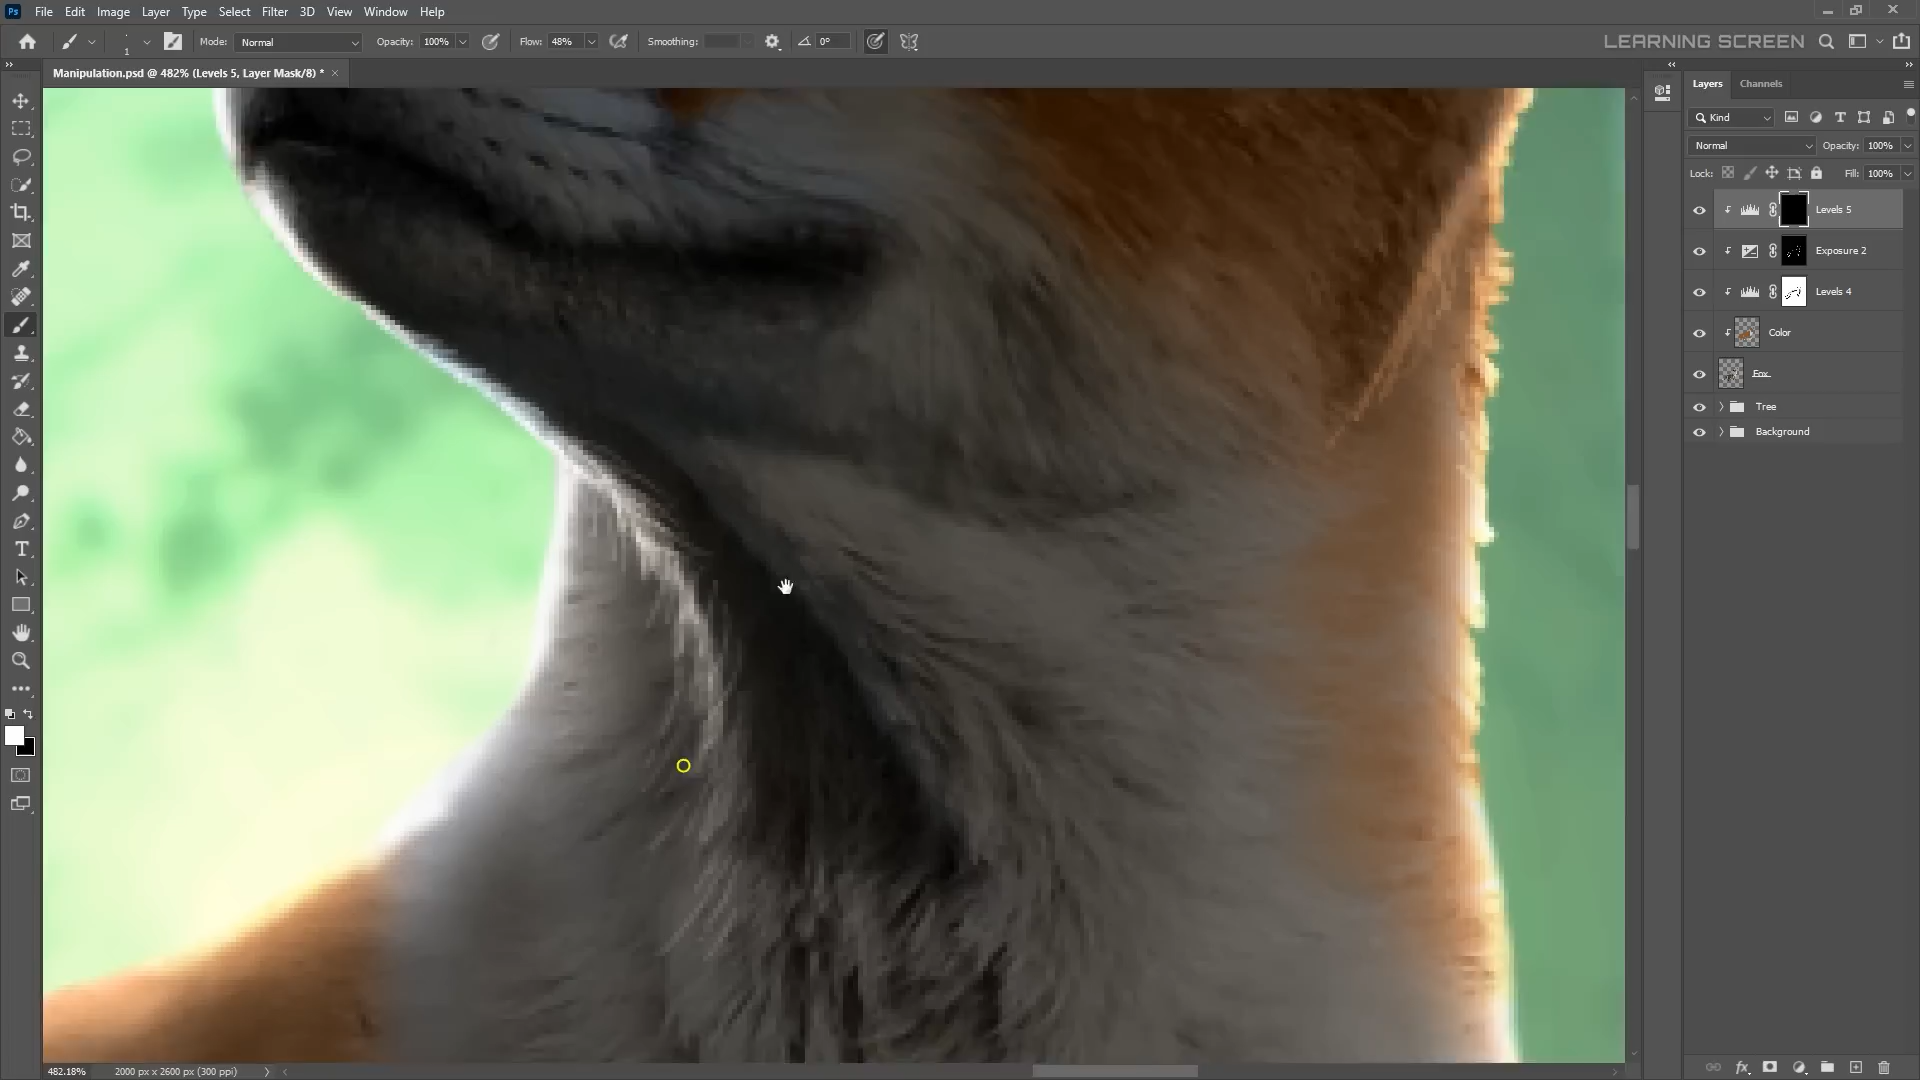 Ps File Edit Image Layer Type Select Filter 3D View Window Help
1 Mode: Normal Opacity: 100% Flow: 48% Smoothing: 0° LEARNING SCREEN
Manipulation.psd @ 482% (Levels 5, Layer Mask/8) * ×
Layers Channels
Kind
Normal Opacity: 100%
Lock: Fill: 100%
Levels 5
Exposure 2
Levels 4
Color
Fox
Tree
Background
482.18% 2000 px x 2600 px (300 ppi)